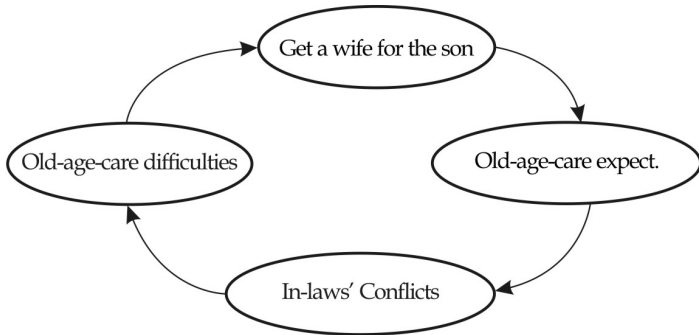 Get a wife for the son
Old-age-care difficulties
Old-age-care expect.
In-laws’ Conflicts